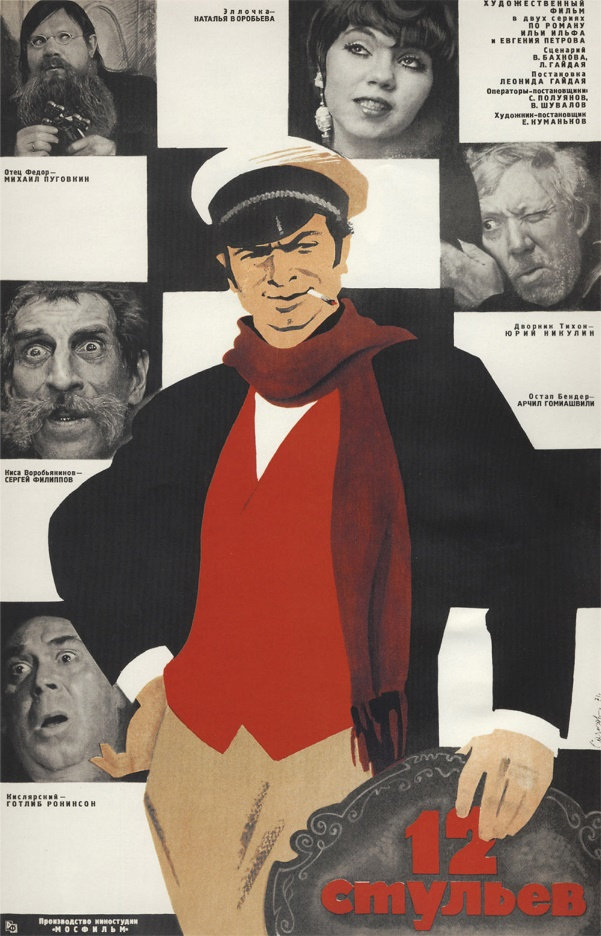 Эллочка—
НАТАЛЬЯ ВОРОБЬЕВА
ХУДОЖЕСТВЕННЫЙ
ФИЛЬМ
в двух сериях
ПО РОМАНУ
ИЛЬИ ИЛЬФА
и ЕВГЕНИЯ ПЕТРОВА
Сценарий
В. БАХНОВА,
Л. ГАЙДАЯ
Постановка
ЛЕОНИДА ГАЙДАЯ
Операторы-постановщики:
С. ПОЛУЯНОВ,
В. ШУВАЛОВ
Художник-постановщик
Е. КУМАНЬКОВ
Отец Федор—
МИХАИЛ ПУГОВКИН
Дворник Тихон—
ЮРИЙ НИКУЛИН
Остап Бендер—
АРЧИЛ ГОМИАШВИЛИ
Киса Воробьянинов—
СЕРГЕЙ ФИЛИППОВ
Кислярский—
ГОТЛИБ РОНИНСОН
12
стульев
Производство киностудии
«МОСФИЛЬМ»